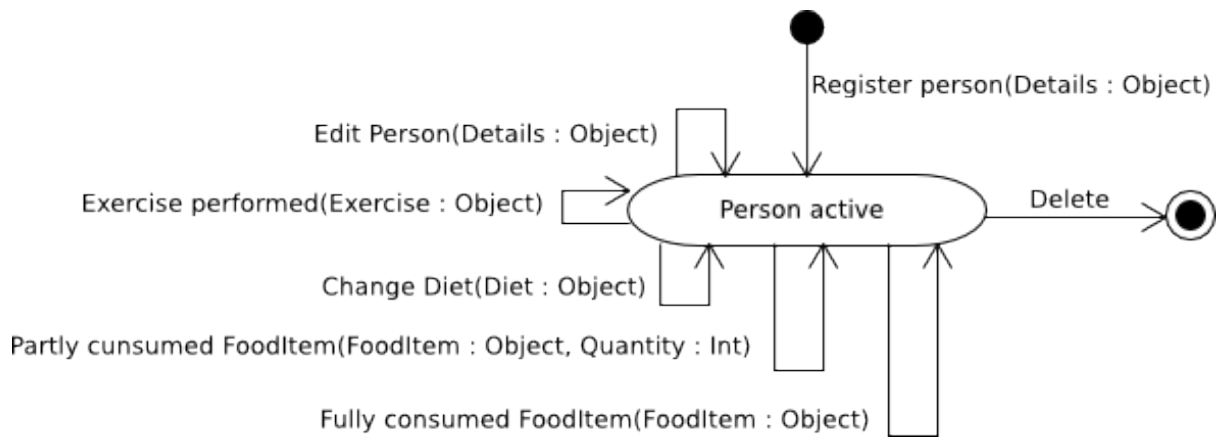 Register person(Details : Object)
Edit Person(Details : Object)
Exercise performed(Exercise : Object)
Person active
Delete
Change Diet(Diet : Object)
Partly cunsumed FoodItem(FoodItem : Object, Quantity : Int)
Fully consumed FoodItem(FoodItem : Object)